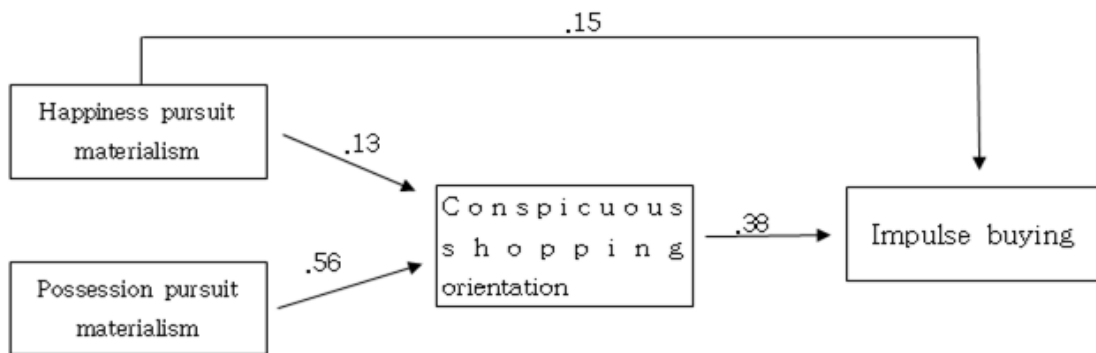 .15
Happiness pursuit
materialism
.13
Conspicuous
shopping
orientation
.38
Impulse buying
.56
Possession pursuit
materialism